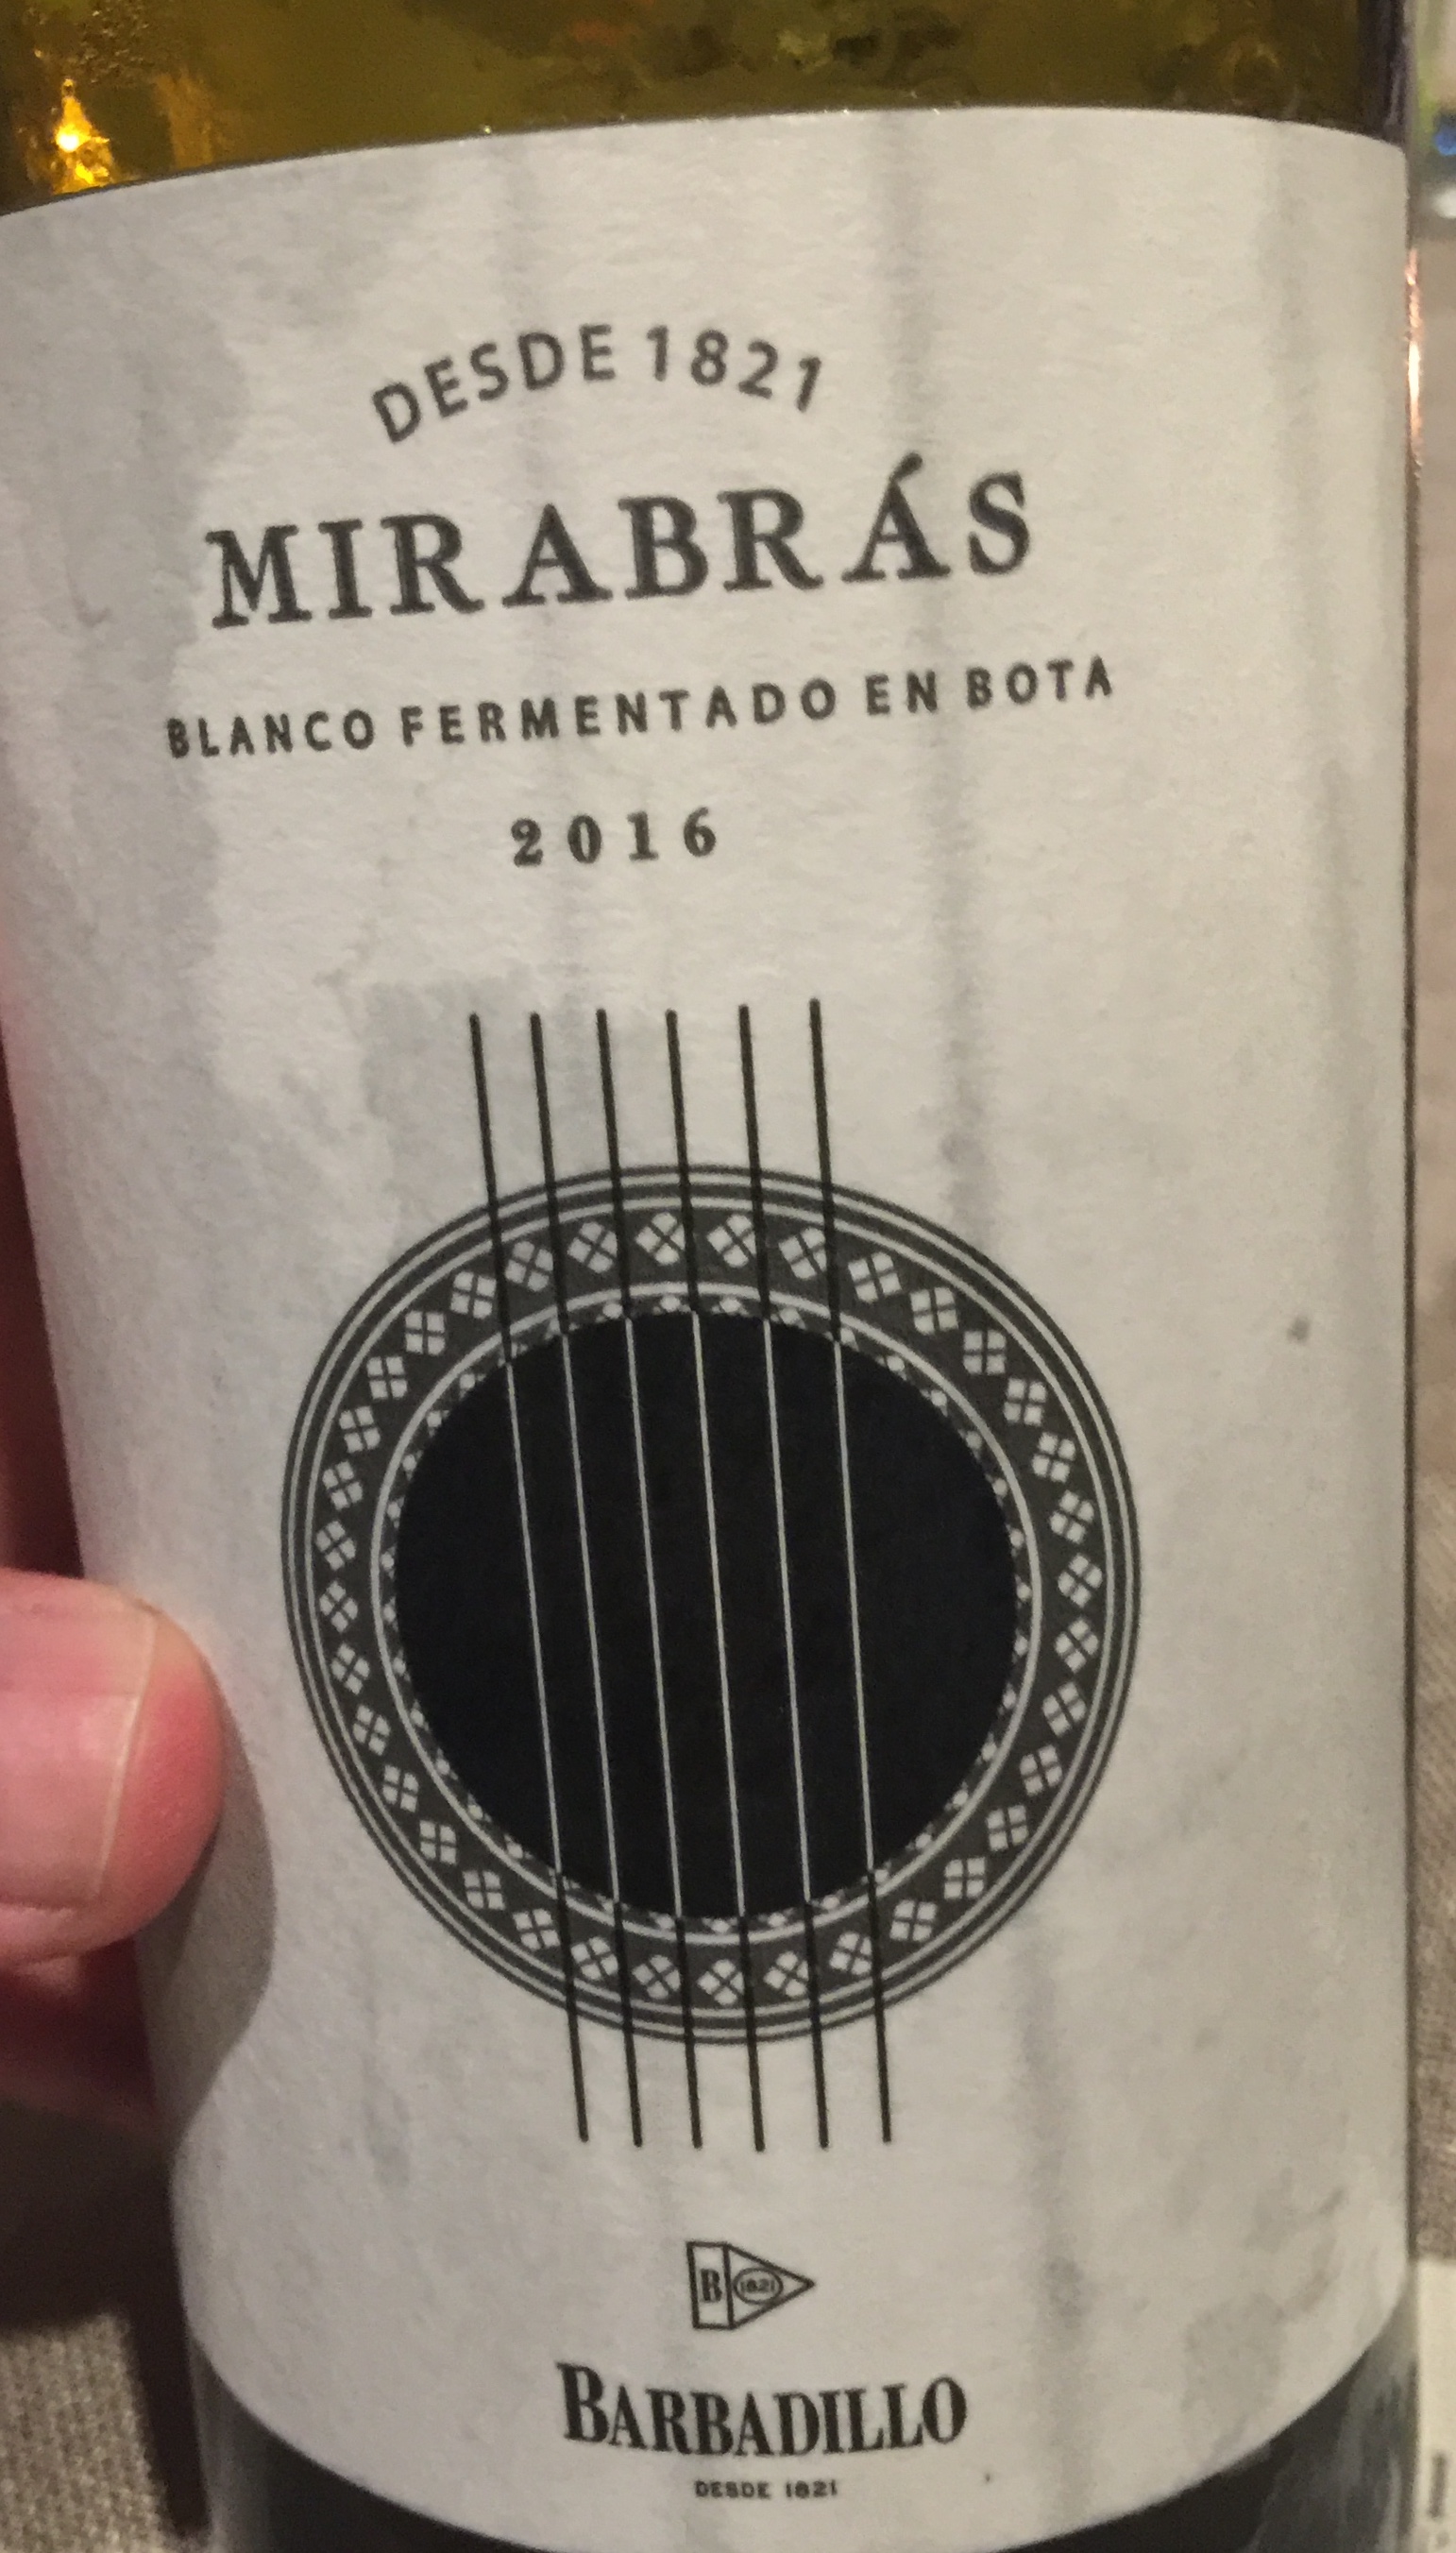 DESDE 1821
MIRABRÁS
BLANCO FERMENTADO EN BOTA
2016
B 1821
BARBADILLO
DESDE 1821